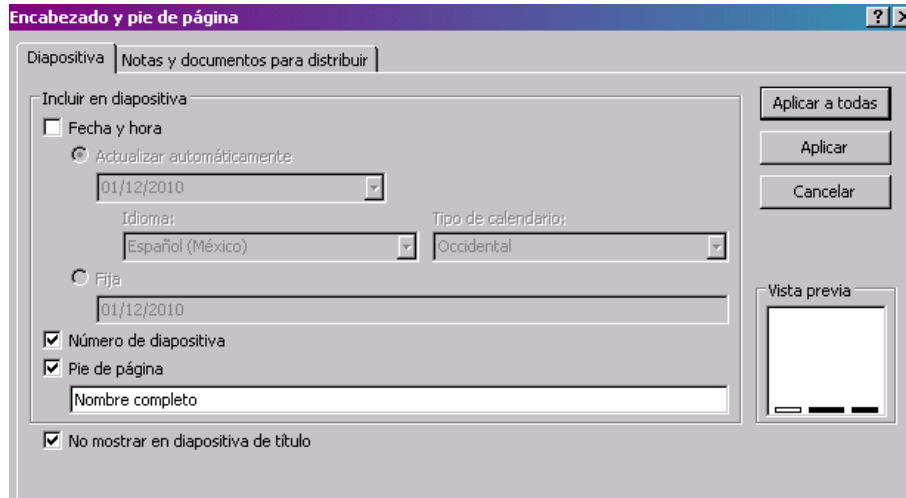 Encabezado y pie de página
Diapositiva
Notas y documentos para distribuir
Incluir en diapositiva
Fecha y hora
Actualizar automáticamente
01/12/2010
Idioma:
Tipo de calendario:
Español (México)
Occidental
Fija
01/12/2010
Número de diapositiva
Pie de página
Nombre completo
No mostrar en diapositiva de título
Aplicar a todas
Aplicar
Cancelar
Vista previa